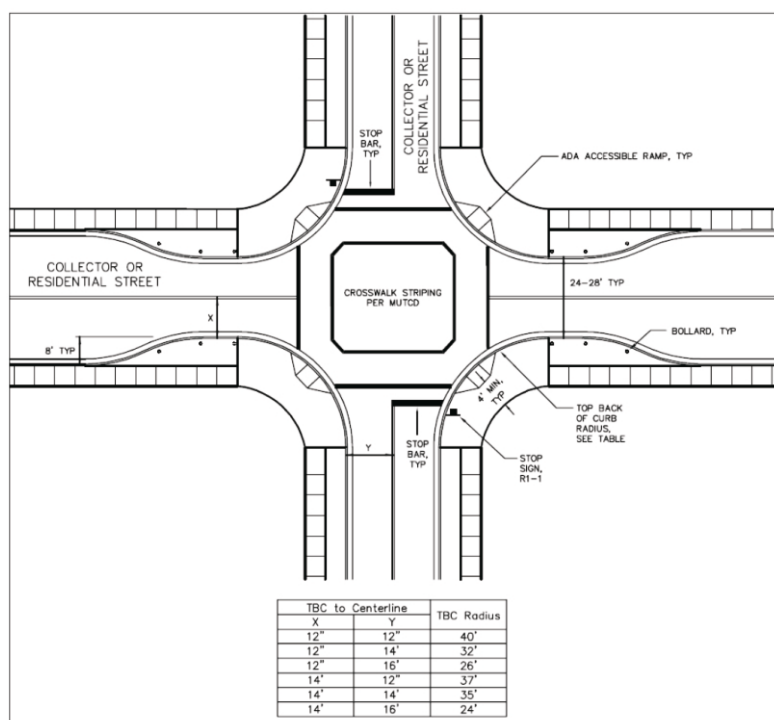 COLLECTOR OR
RESIDENTIAL STREET
STOP
BAR,
TYP
ADA ACCESSIBLE RAMP, TYP
COLLECTOR OR
RESIDENTIAL STREET
CROSSWALK STRIPING
PER MUTCD
24-28' TYP
X
8' TYP
BOLLARD, TYP
4' MIN,
TYP
TOP BACK
OF CURB
RADIUS,
SEE TABLE
Y
STOP
BAR,
TYP
STOP
SIGN,
R1-1
TBC to Centerline TBC Radius
X Y
12" 12" 40'
12" 14' 32'
12" 16' 26'
14' 12" 37'
14' 14' 35'
14' 16' 24'